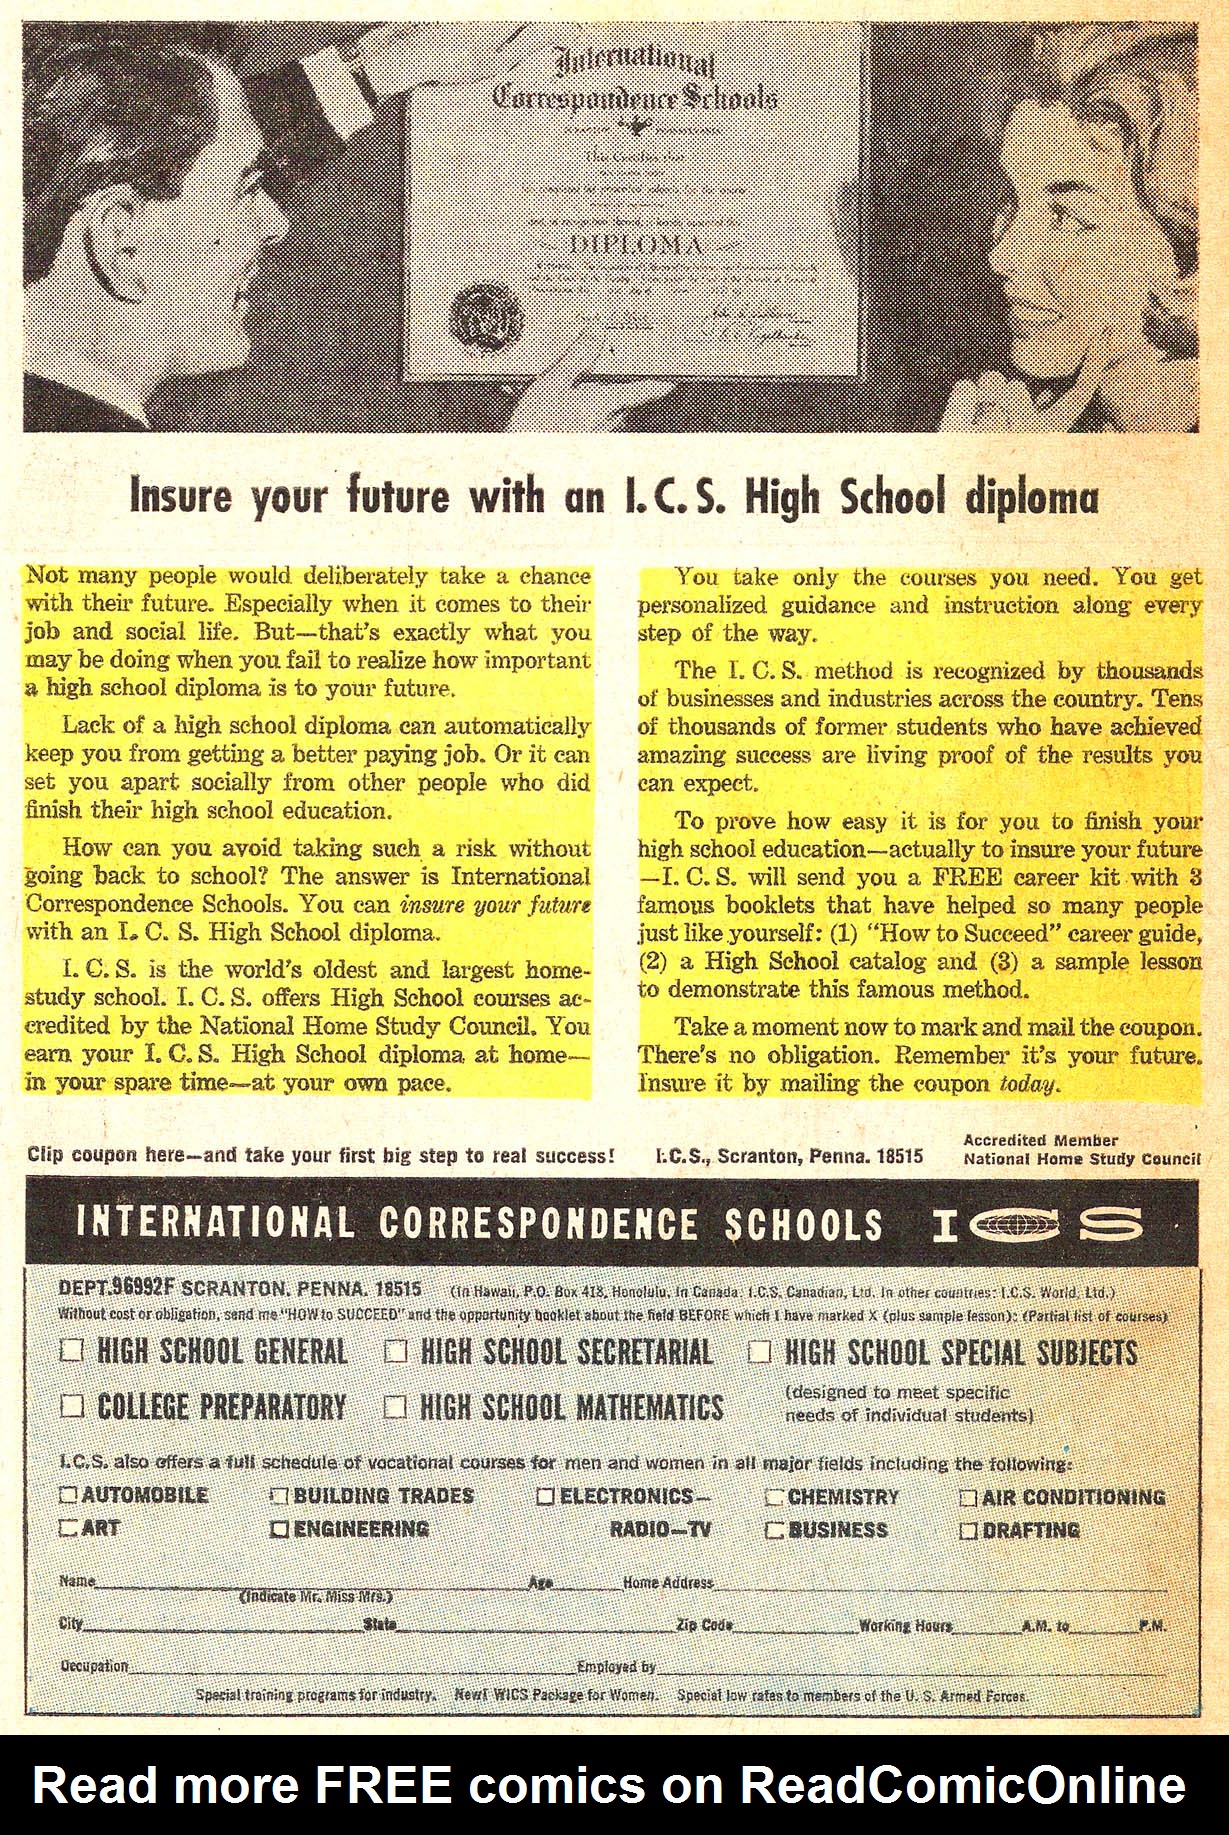 International
Correspondence Schools
This Certifies that
DIPLOMA
Insure your future with an I.C.S. High School diploma
Not many people would deliberately take a chance
with their future. Especially when it comes to their
job and social life. But—that's exactly what you
may be doing when you fail to realize how important
a high school diploma is to your future.
Lack of a high school diploma can automatically
keep you from getting a better paying job. Or it can
set you apart socially from other people who did
finish their high school education.
How can you avoid taking such a risk without
going back to school? The answer is International
Correspondence Schools. You can insure your future
with an I. C. S. High School diploma.
I. C. S. is the world's oldest and largest home-
study school. I. C. S. offers High School courses ac-
credited by the National Home Study Council. You
earn your I. C. S. High School diploma at home—
in your spare time—at your own pace.
You take only the courses you need. You get
personalized guidance and instruction along every
step of the way.
The I. C. S. method is recognized by thousands
of businesses and industries across the country. Tens
of thousands of former students who have achieved
amazing success are living proof of the results you
can expect.
To prove how easy it is for you to finish your
high school education—actually to insure your future
—I. C. S. will send you a FREE career kit with 3
famous booklets that have helped so many people
just like yourself: (1) "How to Succeed" career guide,
(2) a High School catalog and (3) a sample lesson
to demonstrate this famous method.
Take a moment now to mark and mail the coupon.
There's no obligation. Remember it's your future.
Insure it by mailing the coupon today.
Clip coupon here—and take your first big step to real success!
I.C.S., Scranton, Penna. 18515
Accredited Member
National Home Study Council
INTERNATIONAL CORRESPONDENCE SCHOOLS ICS
DEPT.96992F SCRANTON, PENNA. 18515 (In Hawaii, P.O. Box 418, Honolulu. In Canada: I.C.S. Canadian, Ltd. In other countries: I.C.S. World, Ltd.)
Without cost or obligation, send me "HOW to SUCCEED" and the opportunity booklet about the field BEFORE which I have marked X (plus sample lesson): (Partial list of courses)
HIGH SCHOOL GENERAL HIGH SCHOOL SECRETARIAL HIGH SCHOOL SPECIAL SUBJECTS
COLLEGE PREPARATORY HIGH SCHOOL MATHEMATICS (designed to meet specific
needs of individual students)
I.C.S. also offers a full schedule of vocational courses for men and women in all major fields including the following:
AUTOMOBILE BUILDING TRADES ELECTRONICS— CHEMISTRY AIR CONDITIONING
ART ENGINEERING RADIO—TV BUSINESS DRAFTING
Name Age Home Address
(Indicate Mr. Miss Mrs.)
City State Zip Code Working Hours A.M. to P.M.
Occupation Employed by
Special training programs for industry. New! WICS Package for Women. Special low rates to members of the U. S. Armed Forces.
Read more FREE comics on ReadComicOnline